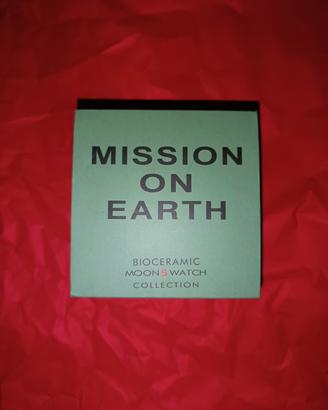 MISSION
ON
EARTH
BIOCERAMIC
MOONSWATCH
COLLECTION